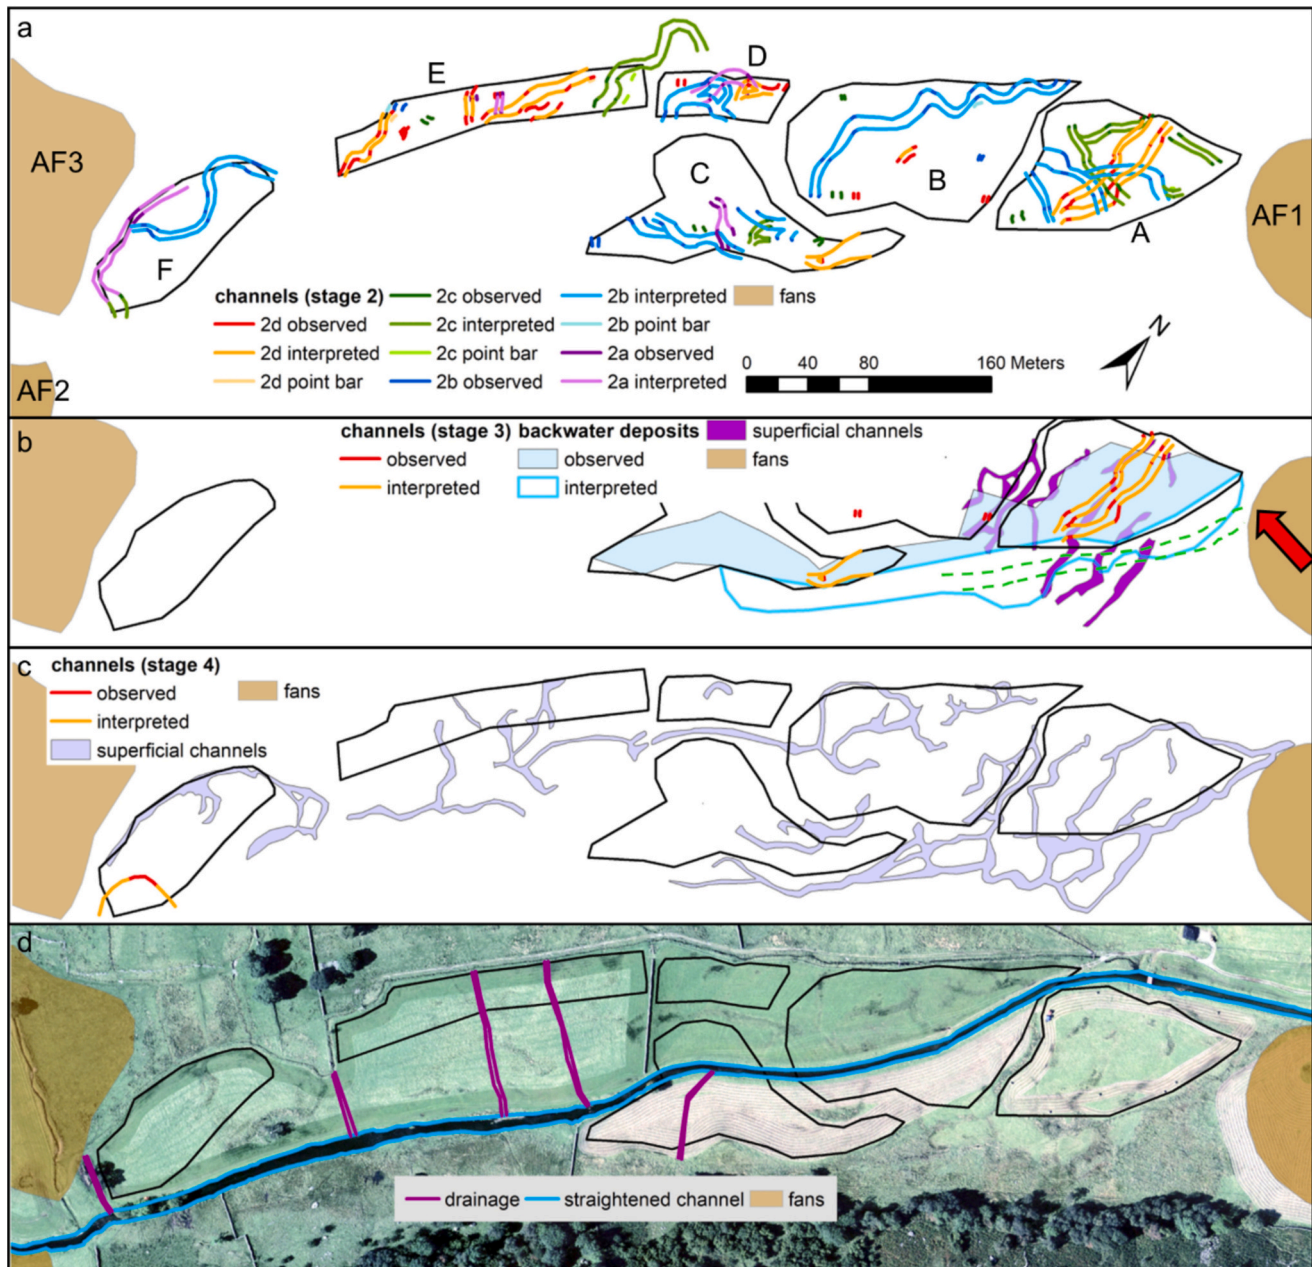 a
E
D
AF3
C
B
AF1
A
F
channels (stage 2) 2c observed 2b interpreted fans
2d observed 2c interpreted 2b point bar
2d interpreted 2c point bar 2a observed
2d point bar 2b observed 2a interpreted
0 40 80 160 Meters
N
AF2
b
channels (stage 3) backwater deposits superficial channels
observed observed fans
interpreted interpreted
c
channels (stage 4)
observed fans
interpreted
superficial channels
d
drainage straightened channel fans